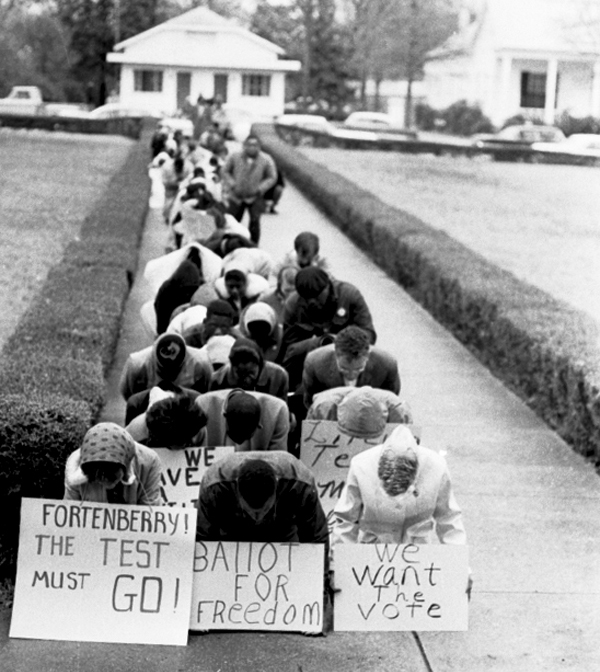 FORTENBERRY!
THE TEST
MUST GO!
BALLOT
FOR
FREEDOM
We
Want
The
Vote
WE